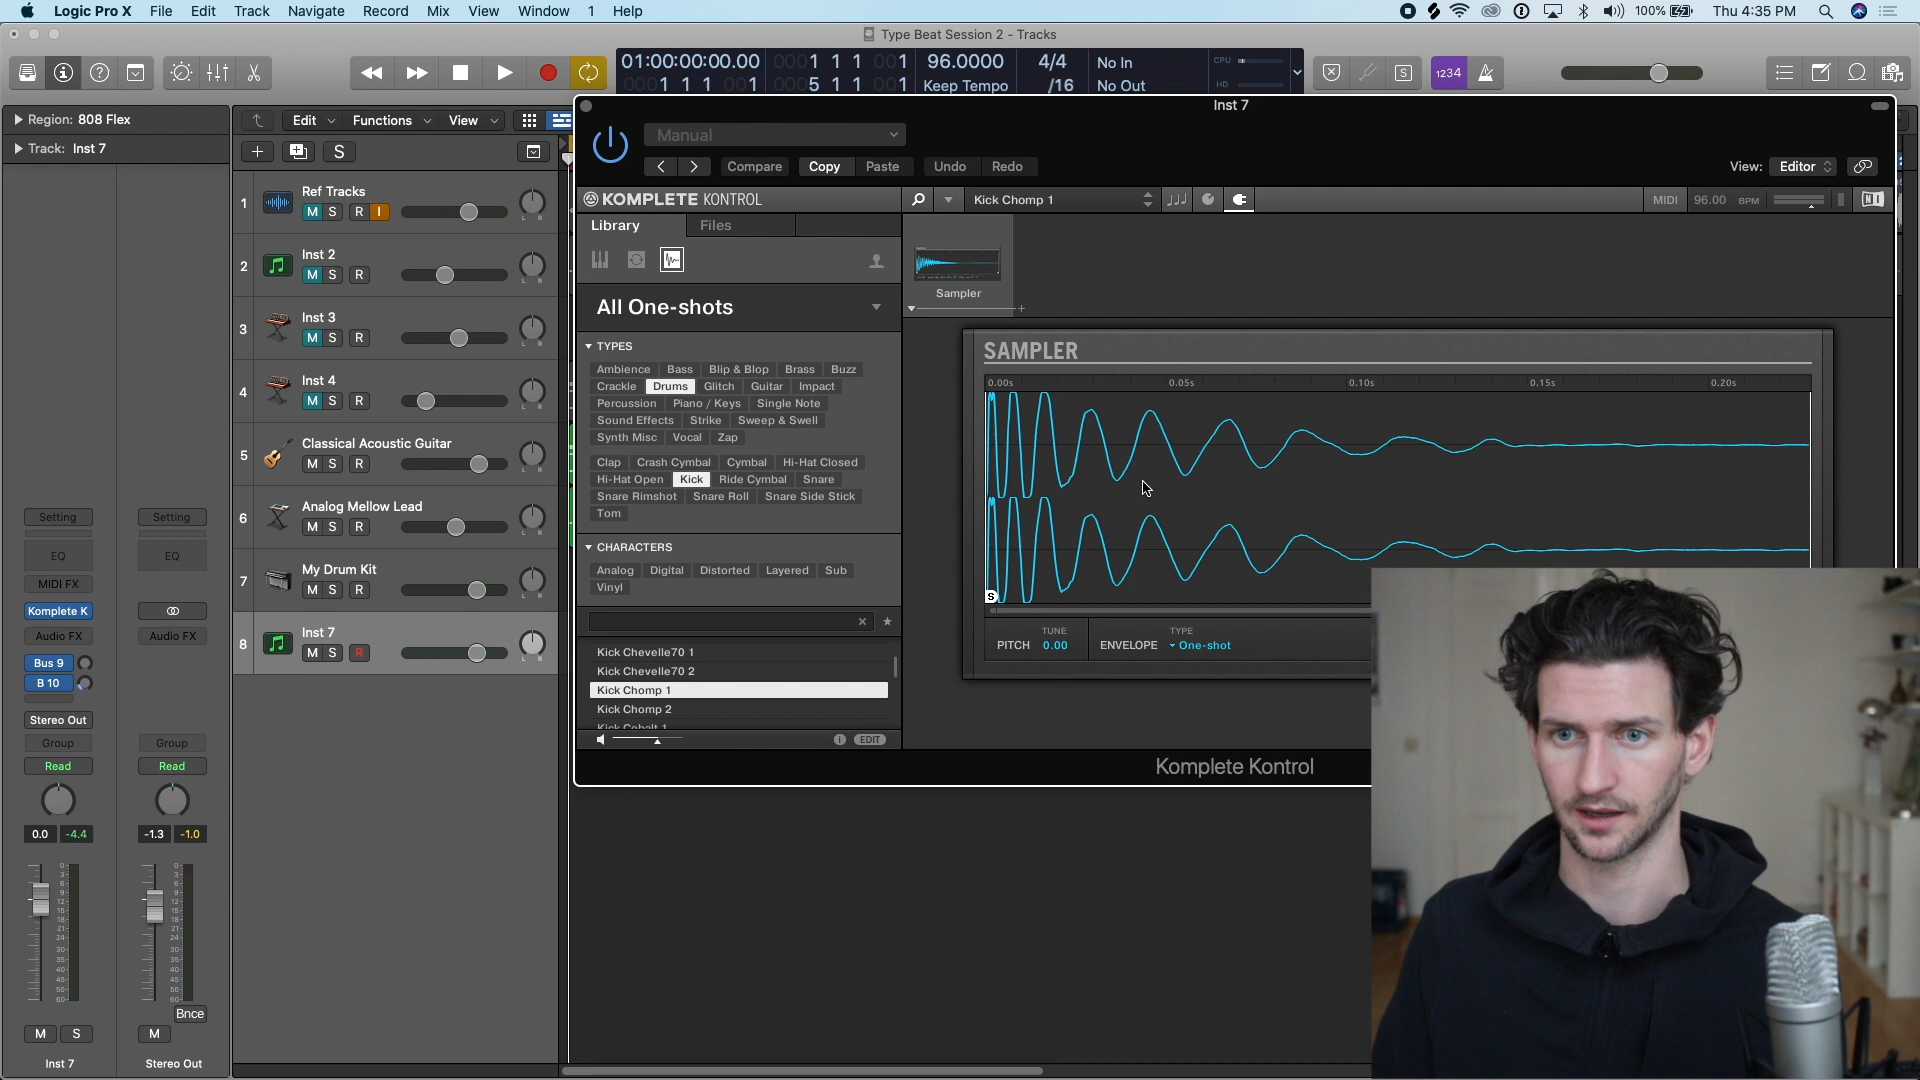 Logic Pro X File Edit Track Navigate Record Mix View Window 1 Help
100% Thu 4:35 PM
Type Beat Session 2 - Tracks
01:00:00:00.00 0001 1 1 001 96.0000 4/4 No In
0001 1 1 001 0005 1 1 001 Keep Tempo /16 No Out
CPU
HD
S 1234
Region: 808 Flex
Track: Inst 7
Edit Functions View
S
1 Ref Tracks
M S R I
L R
2 Inst 2
M S R
L R
3 Inst 3
M S R
L R
4 Inst 4
M S R
L R
5 Classical Acoustic Guitar
M S R
L R
6 Analog Mellow Lead
M S R
L R
7 My Drum Kit
M S R
L R
8 Inst 7
M S R
L R
Setting Setting
EQ EQ
MIDI FX
Komplete K
Audio FX Audio FX
Bus 9
B 10
Stereo Out
Group Group
Read Read
0.0 -4.4 -1.3 -1.0
Bnce
M S M
Inst 7 Stereo Out
Inst 7
Manual
Compare Copy Paste Undo Redo
View: Editor
KOMPLETE KONTROL
Kick Chomp 1
MIDI 96.00 BPM
Library Files
All One-shots
TYPES
Ambience Bass Blip & Blop Brass Buzz
Crackle Drums Glitch Guitar Impact
Percussion Piano / Keys Single Note
Sound Effects Strike Sweep & Swell
Synth Misc Vocal Zap
Clap Crash Cymbal Cymbal Hi-Hat Closed
Hi-Hat Open Kick Ride Cymbal Snare
Snare Rimshot Snare Roll Snare Side Stick
Tom
CHARACTERS
Analog Digital Distorted Layered Sub
Vinyl
Kick Chevelle70 1
Kick Chevelle70 2
Kick Chomp 1
Kick Chomp 2
Kick Cobalt 1
EDIT
Sampler
SAMPLER
0.00s 0.05s 0.10s 0.15s 0.20s
S
TUNE TYPE
PITCH 0.00 ENVELOPE One-shot
Komplete Kontrol